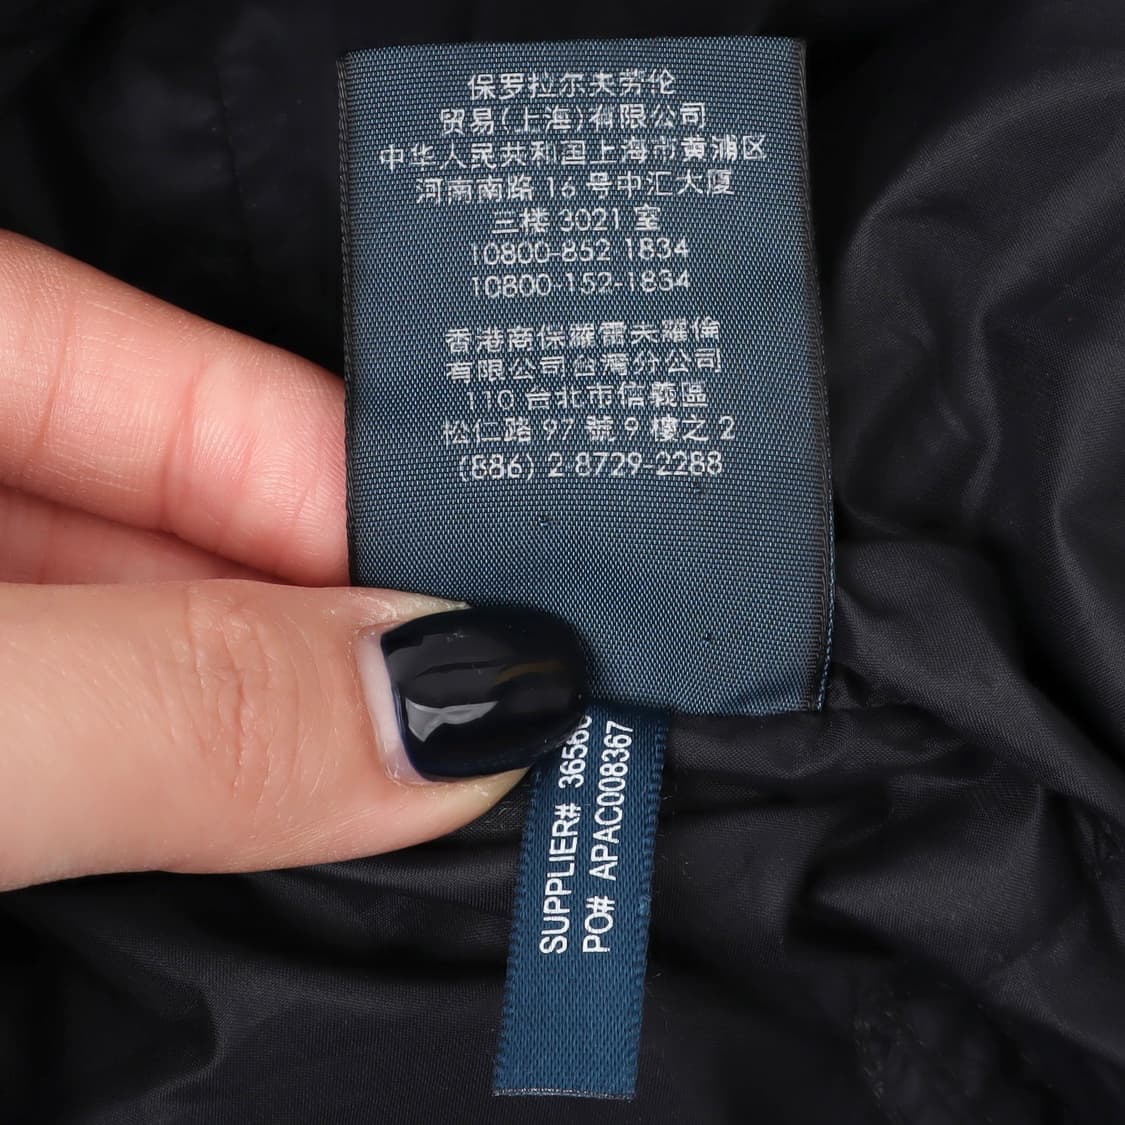 保罗拉尔夫劳伦
贸易(上海)有限公司
中华人民共和国上海市黄浦区
河南南路 16 号中汇大厦
三楼 3021 室
10800-852 1834
10800-152-1834
香港商保羅雷夫羅倫
有限公司台灣分公司
110 台北市信義區
松仁路 97 號 9 樓之 2
(886) 2 8729-2288
SUPPLIER#
PO# APAC008367